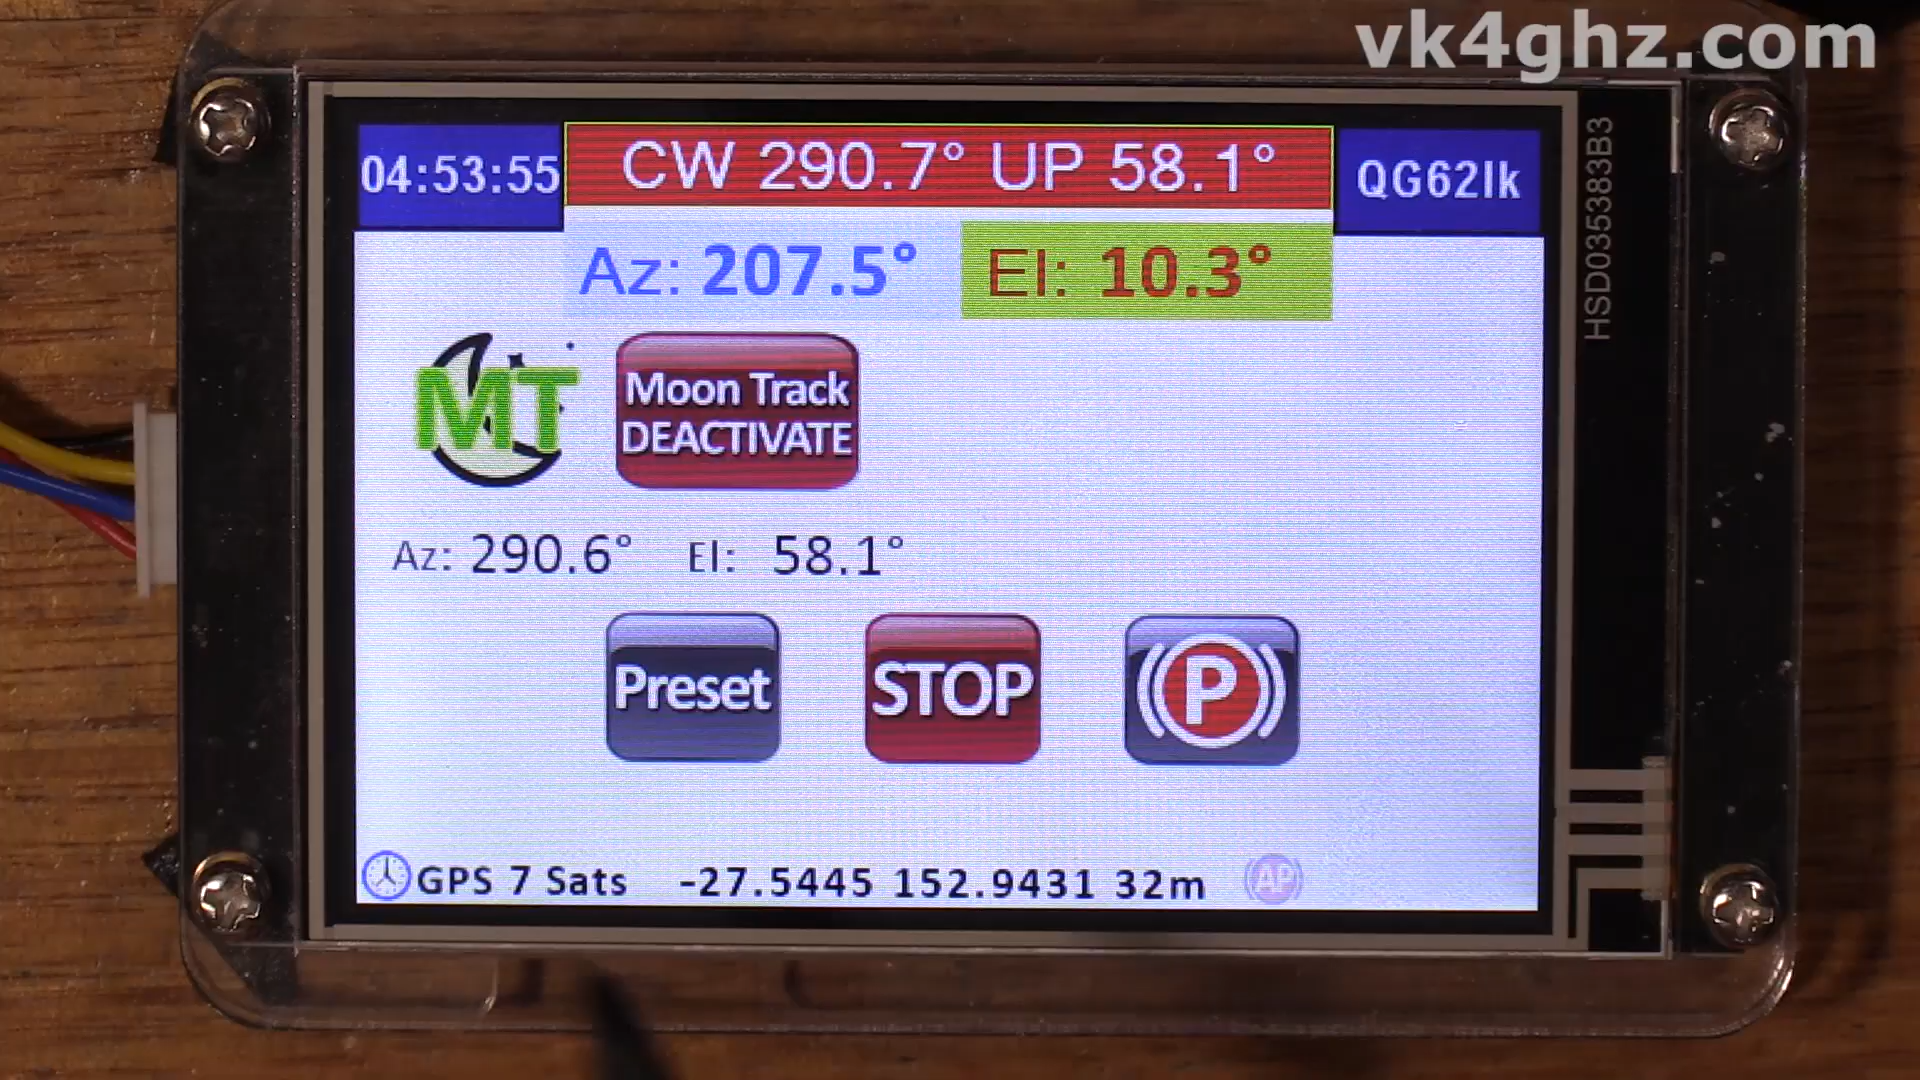 vk4ghz.com
04:53:55
CW 290.7° UP 58.1°
QG62lk
HSD035383B3
Az: 207.5°
El: 10.3°
MT
Moon Track
DEACTIVATE
Az: 290.6° El: 58.1°
Preset
STOP
P
GPS 7 Sats -27.5445 152.9431 32m
AP